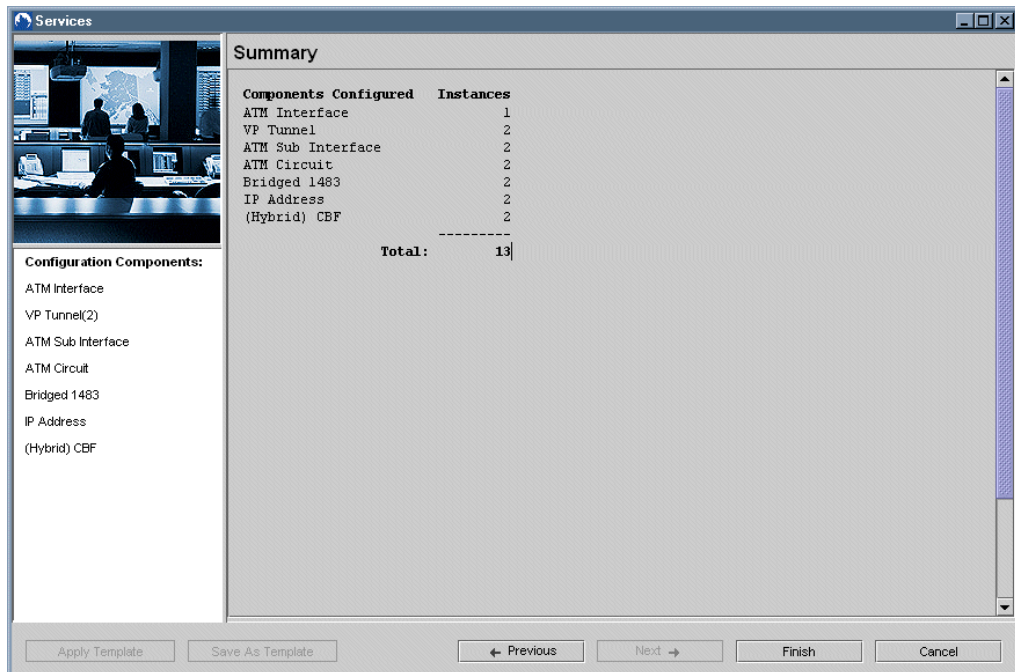 Services
Summary
Components Configured Instances
ATM Interface 1
VP Tunnel 2
ATM Sub Interface 2
ATM Circuit 2
Bridged 1483 2
IP Address 2
(Hybrid) CBF 2
---------
Total: 13
Configuration Components:
ATM Interface
VP Tunnel(2)
ATM Sub Interface
ATM Circuit
Bridged 1483
IP Address
(Hybrid) CBF
Apply Template
Save As Template
Previous
Next
Finish
Cancel